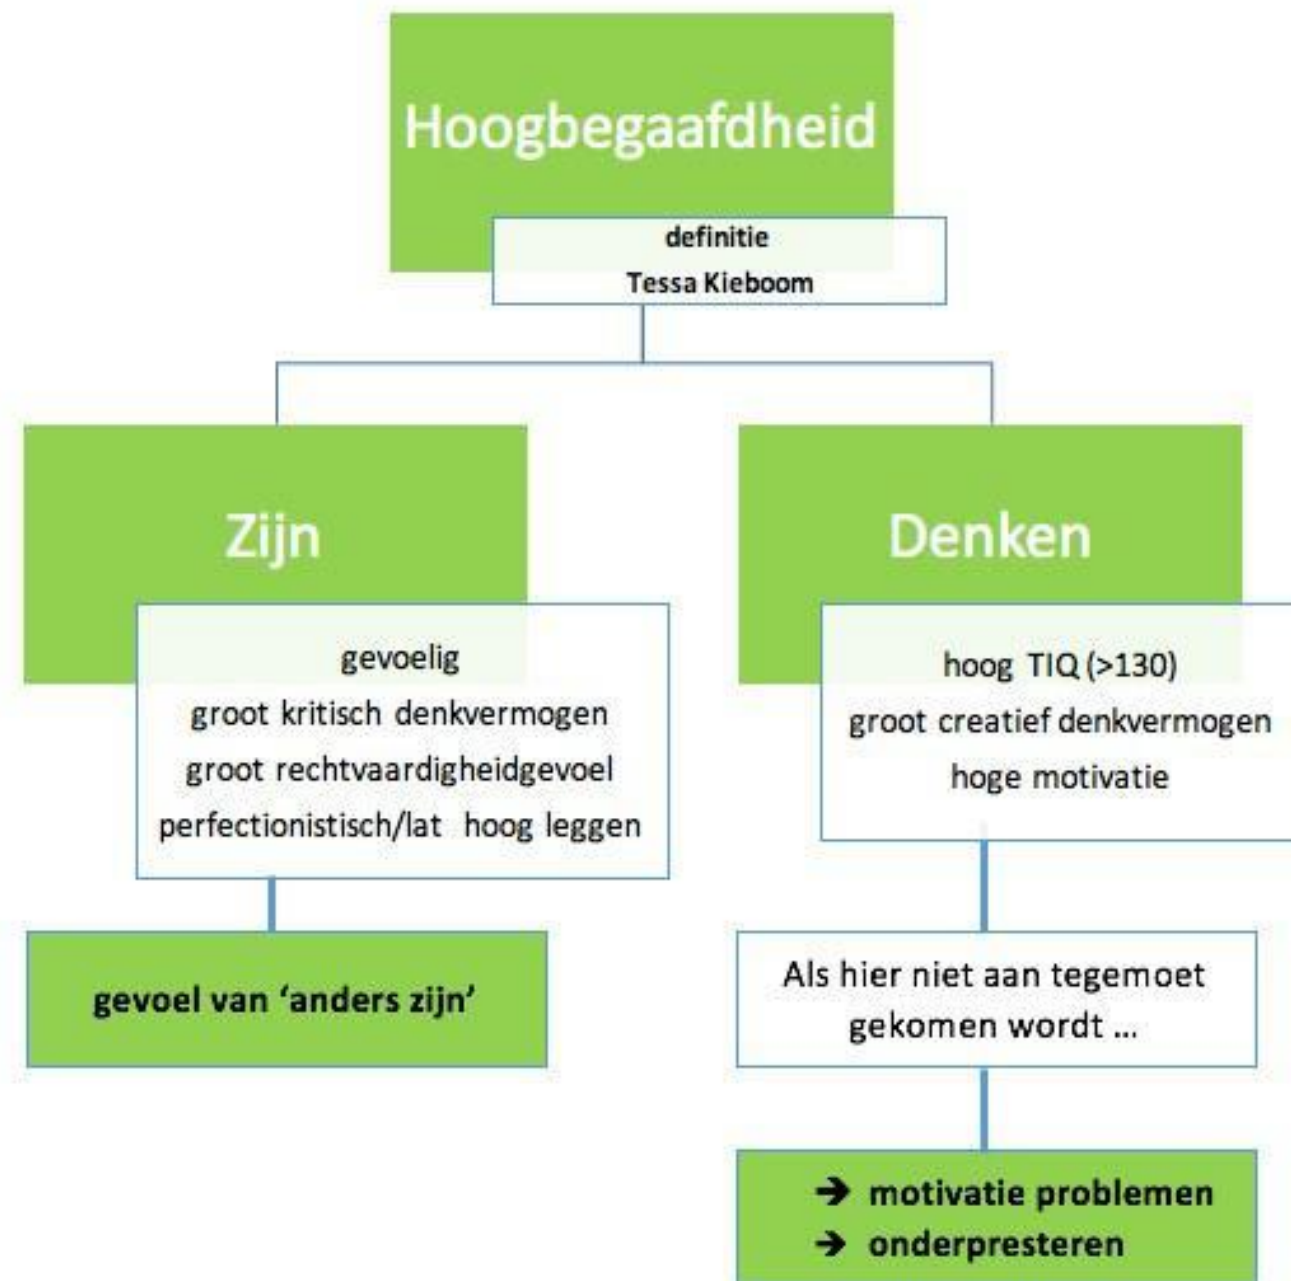 Hoogbegaafdheid
definitie
Tessa Kieboom
Zijn
gevoelig
groot kritisch denkvermogen
groot rechtvaardigheidgevoel
perfectionistisch/lat hoog leggen
gevoel van ‘anders zijn’
Denken
hoog TIQ (>130)
groot creatief denkvermogen
hoge motivatie
Als hier niet aan tegemoet
gekomen wordt ...
➔ motivatie problemen
➔ onderpresteren